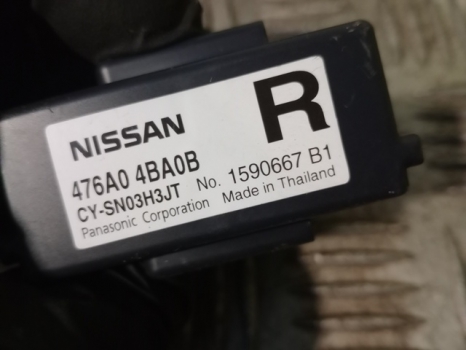 NISSAN
R
476A0 4BA0B
CY-SN03H3JT No. 1590667 B1
Panasonic Corporation Made in Thailand